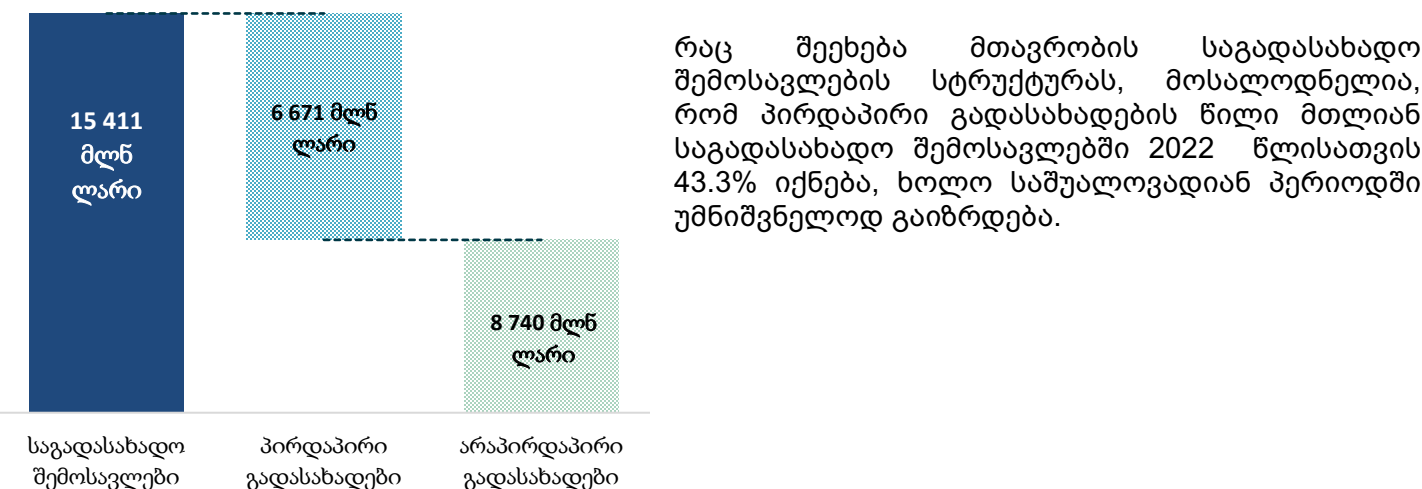 15 411
მლნ
ლარი
6 671 მლნ
ლარი
8 740 მლნ
ლარი
საგადასახადო
შემოსავლები
პირდაპირი
გადასახადები
არაპირდაპირი
გადასახადები
რაც შეეხება მთავრობის საგადასახადო
შემოსავლების სტრუქტურას, მოსალოდნელია,
რომ პირდაპირი გადასახადების წილი მთლიან
საგადასახადო შემოსავლებში 2022 წლისათვის
43.3% იქნება, ხოლო საშუალოვადიან პერიოდში
უმნიშვნელოდ გაიზრდება.